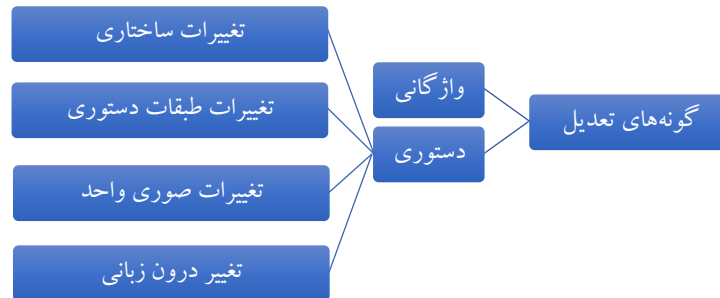 گونه‌های تعدیل
واژگانی
دستوری
تغییرات ساختاری
تغییرات طبقات دستوری
تغییرات صوری واحد
تغییر درون زبانی